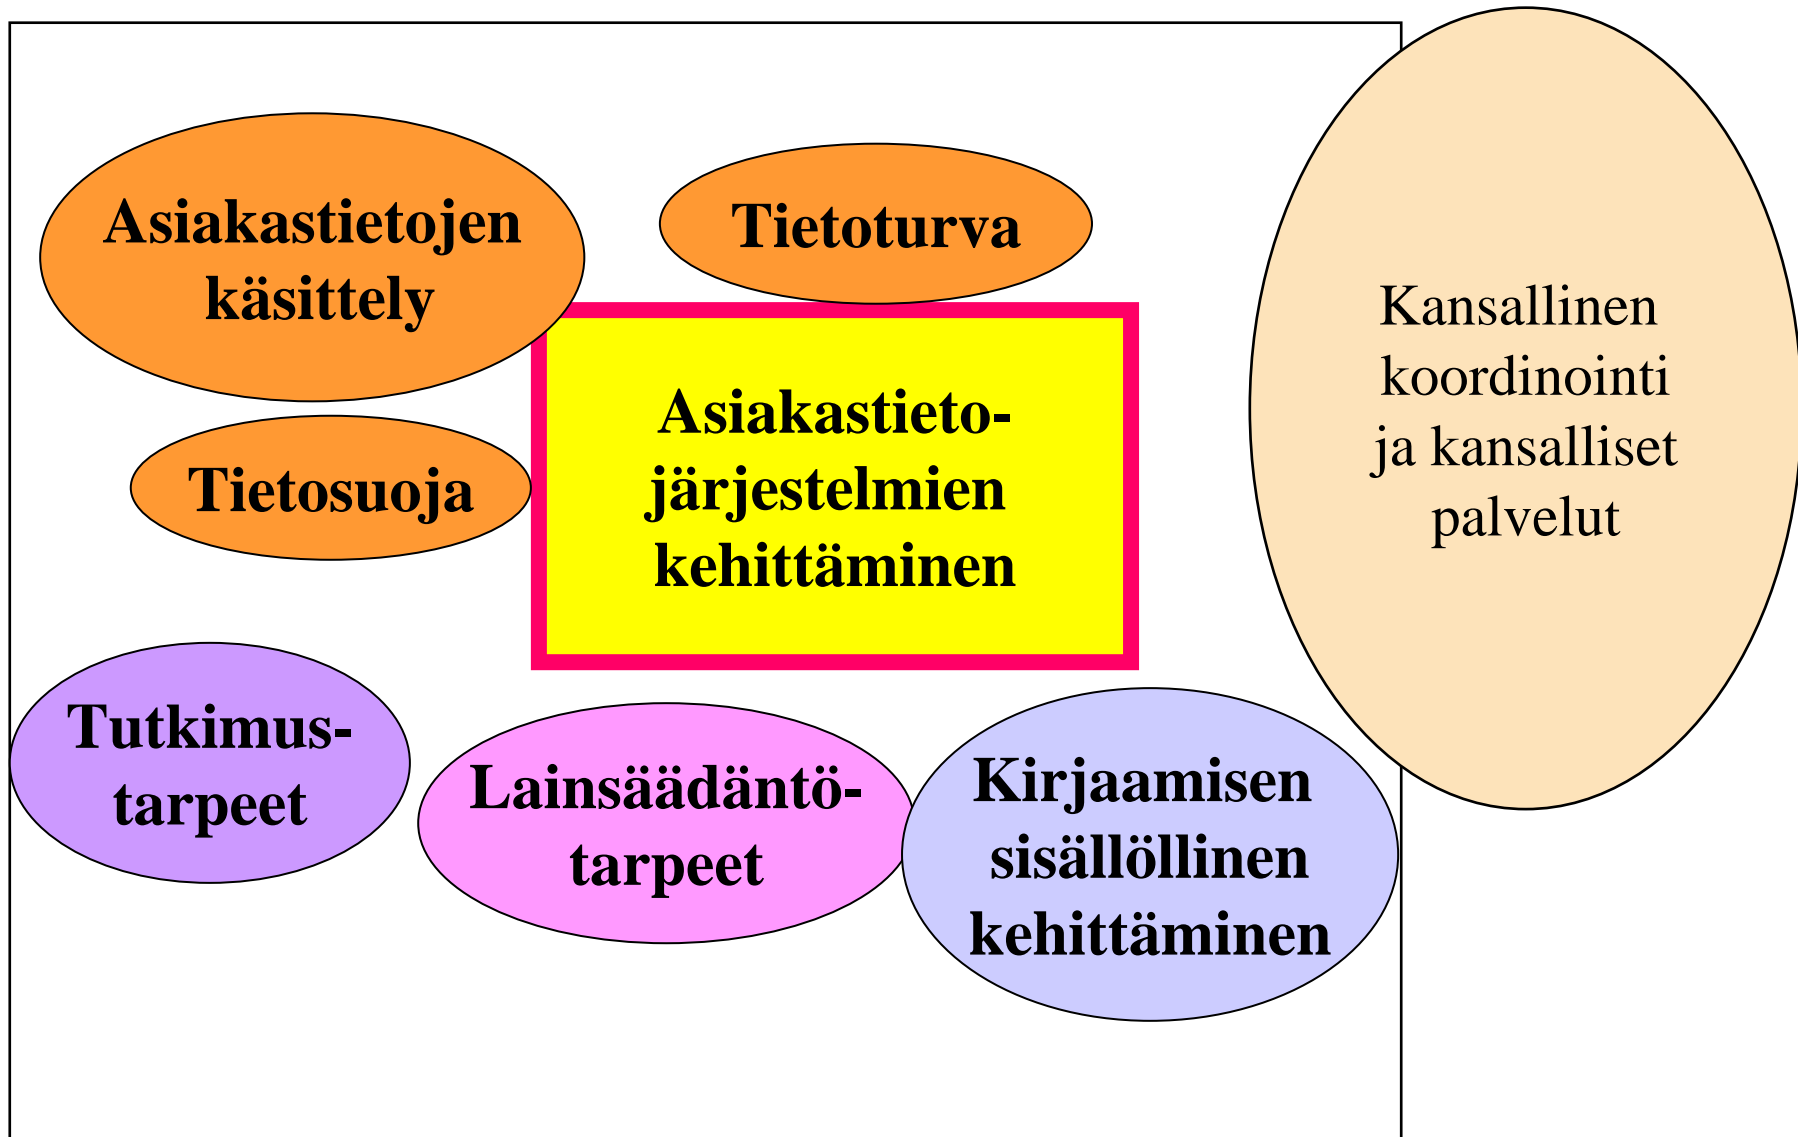 Asiakastietojen
käsittely
Tietoturva
Kansallinen
koordinointi
ja kansalliset
palvelut
Asiakastieto-
järjestelmien
kehittäminen
Tietosuoja
Tutkimus-
tarpeet
Lainsäädäntö-
tarpeet
Kirjaamisen
sisällöllinen
kehittäminen